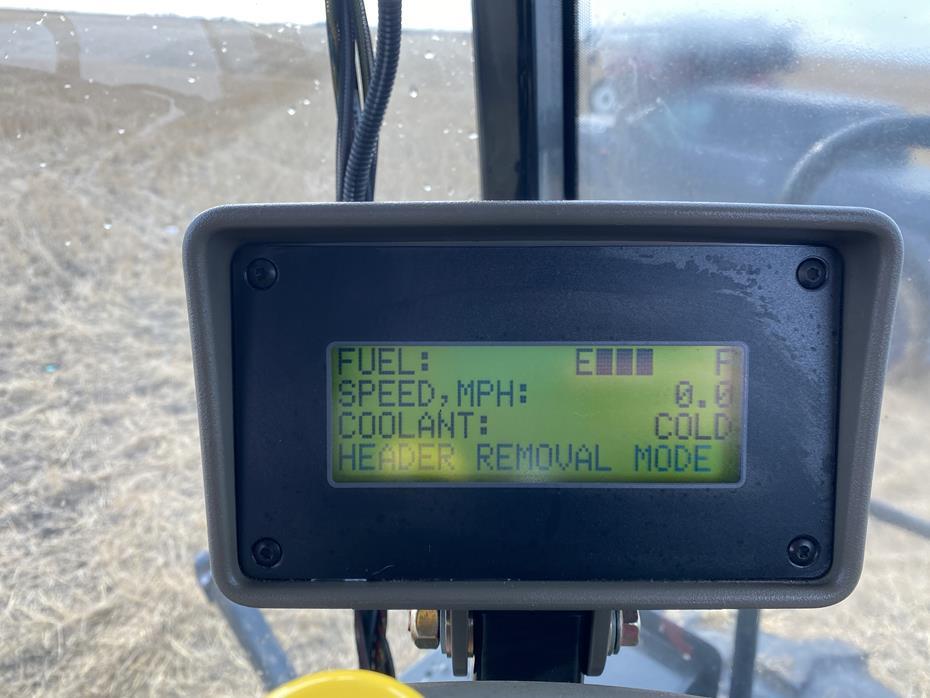 FUEL: E F
SPEED,MPH: 0.0
COOLANT: COLD
HEADER REMOVAL MODE